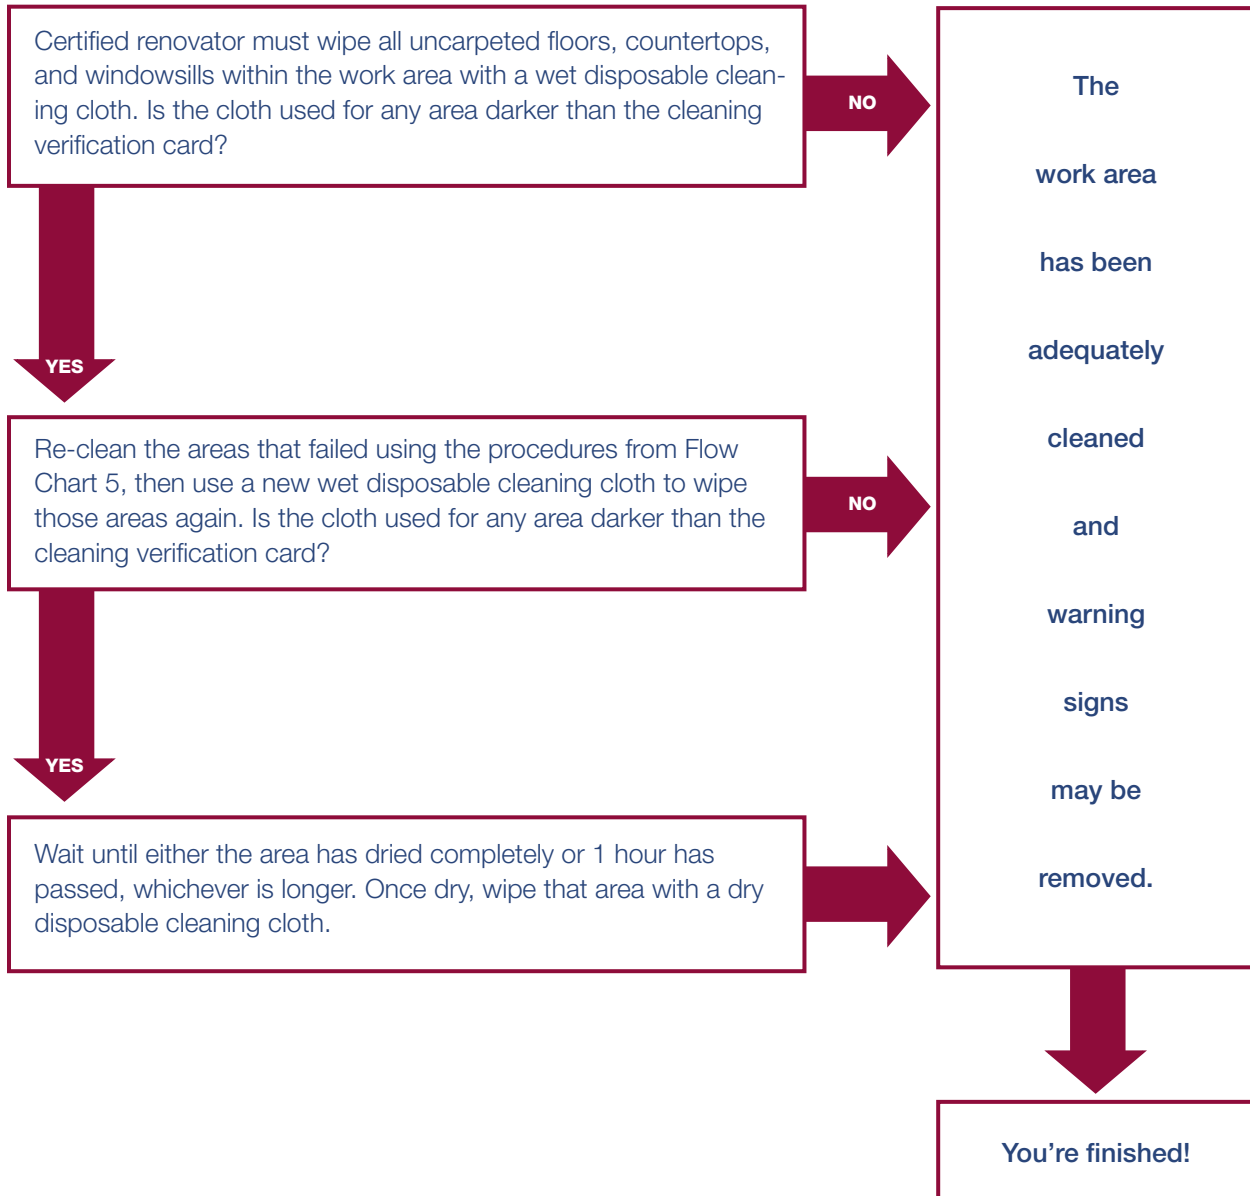 Certified renovator must wipe all uncarpeted floors, countertops,
and windowsills within the work area with a wet disposable clean-
ing cloth. Is the cloth used for any area darker than the cleaning
verification card?
NO
YES
Re-clean the areas that failed using the procedures from Flow
Chart 5, then use a new wet disposable cleaning cloth to wipe
those areas again. Is the cloth used for any area darker than the
cleaning verification card?
NO
YES
Wait until either the area has dried completely or 1 hour has
passed, whichever is longer. Once dry, wipe that area with a dry
disposable cleaning cloth.
The
work area
has been
adequately
cleaned
and
warning
signs
may be
removed.
You’re finished!